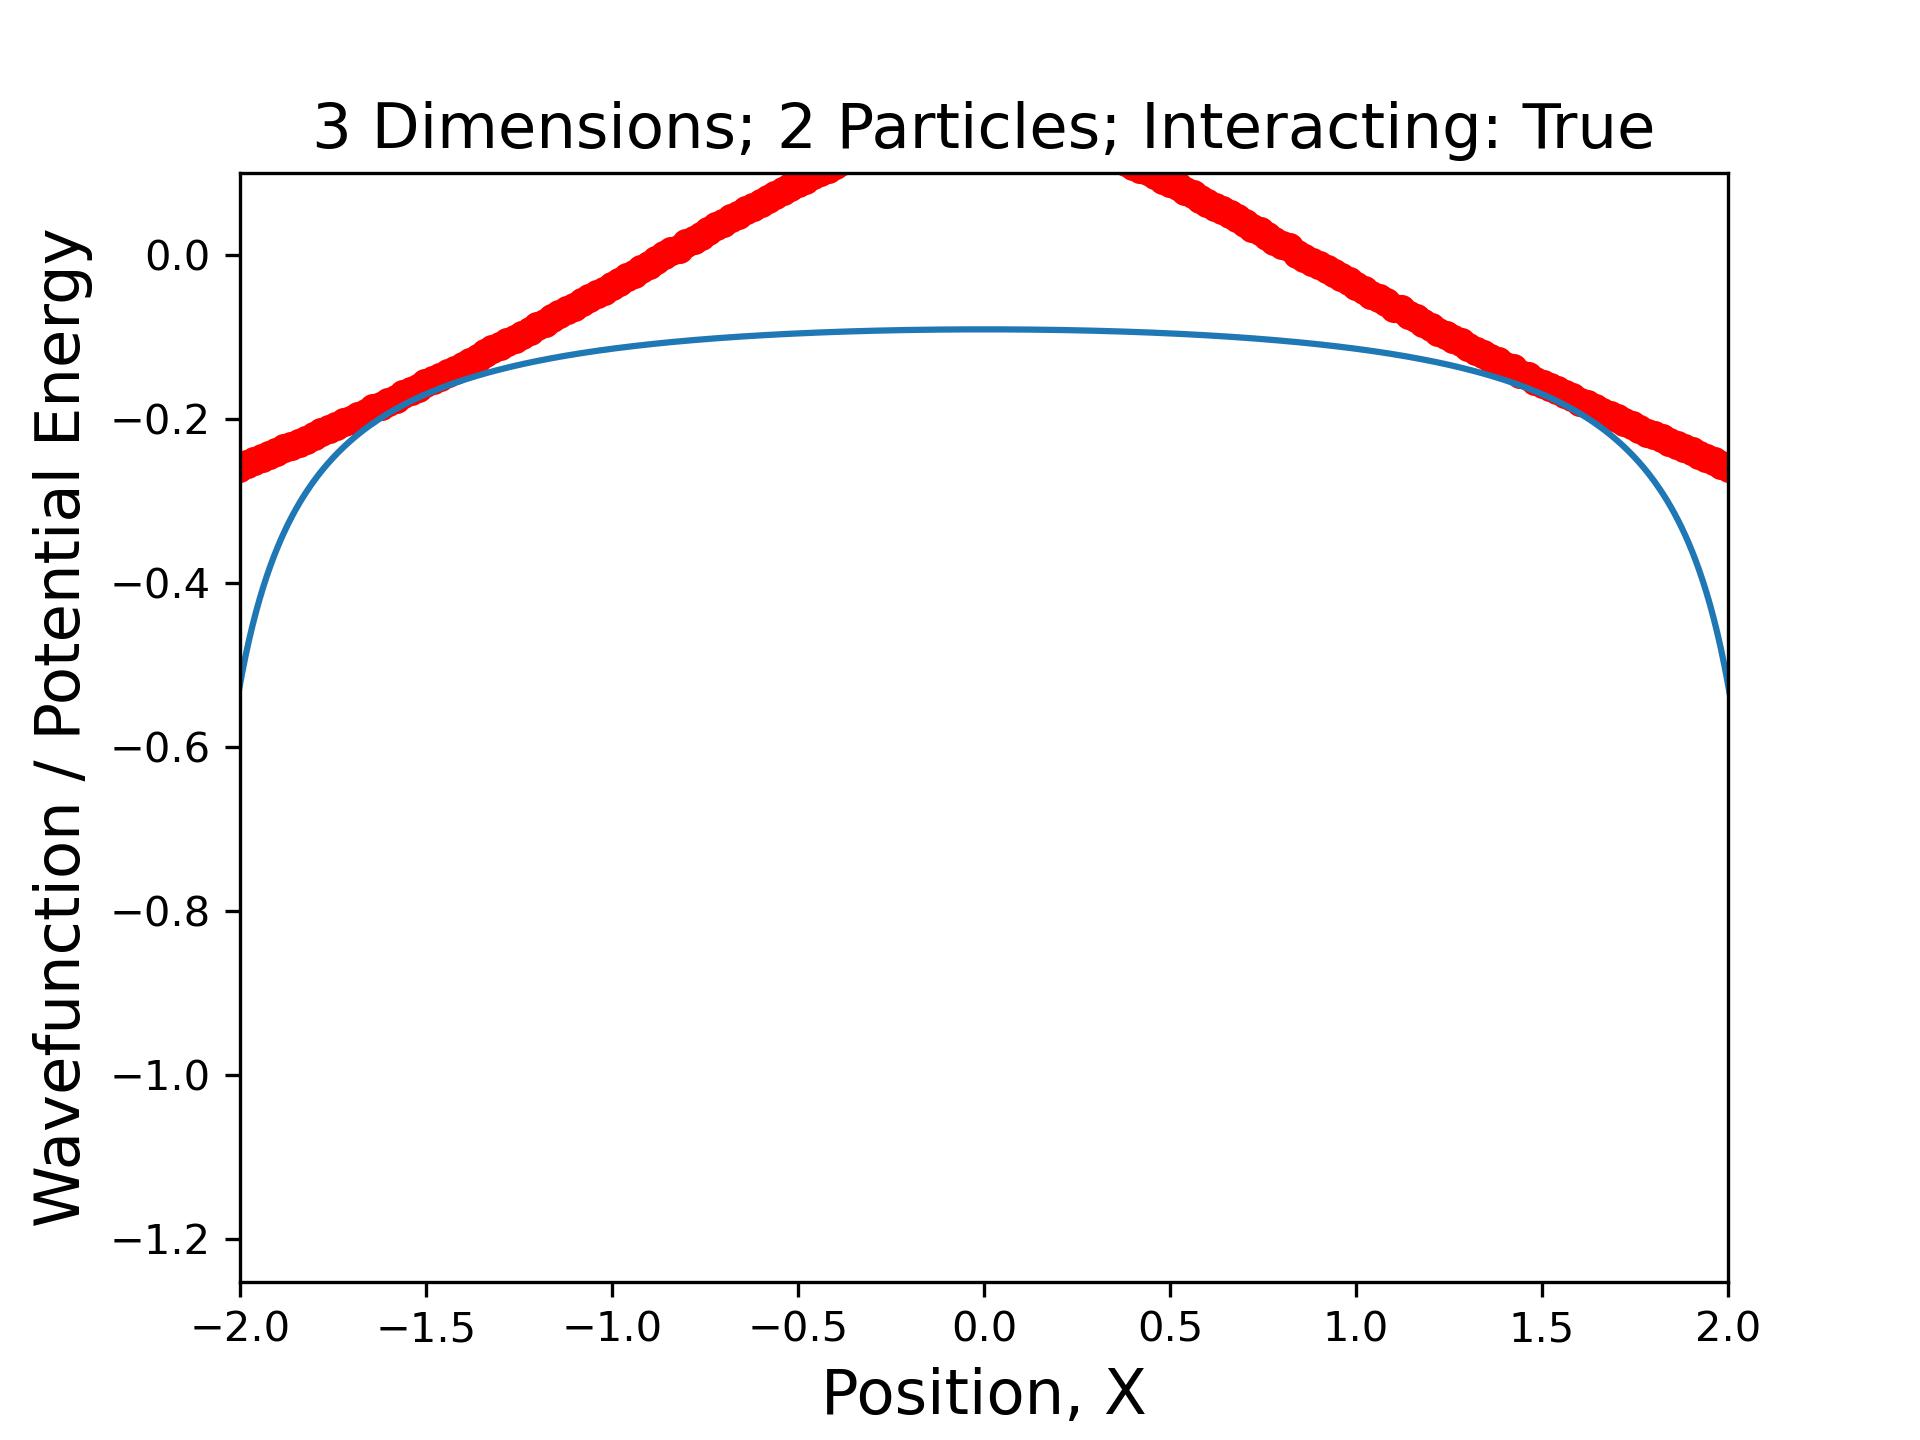 3 Dimensions; 2 Particles; Interacting: True
Wavefunction / Potential Energy
0.0
−0.2
−0.4
−0.6
−0.8
−1.0
−1.2
−2.0 −1.5 −1.0 −0.5 0.0 0.5 1.0 1.5 2.0
Position, X